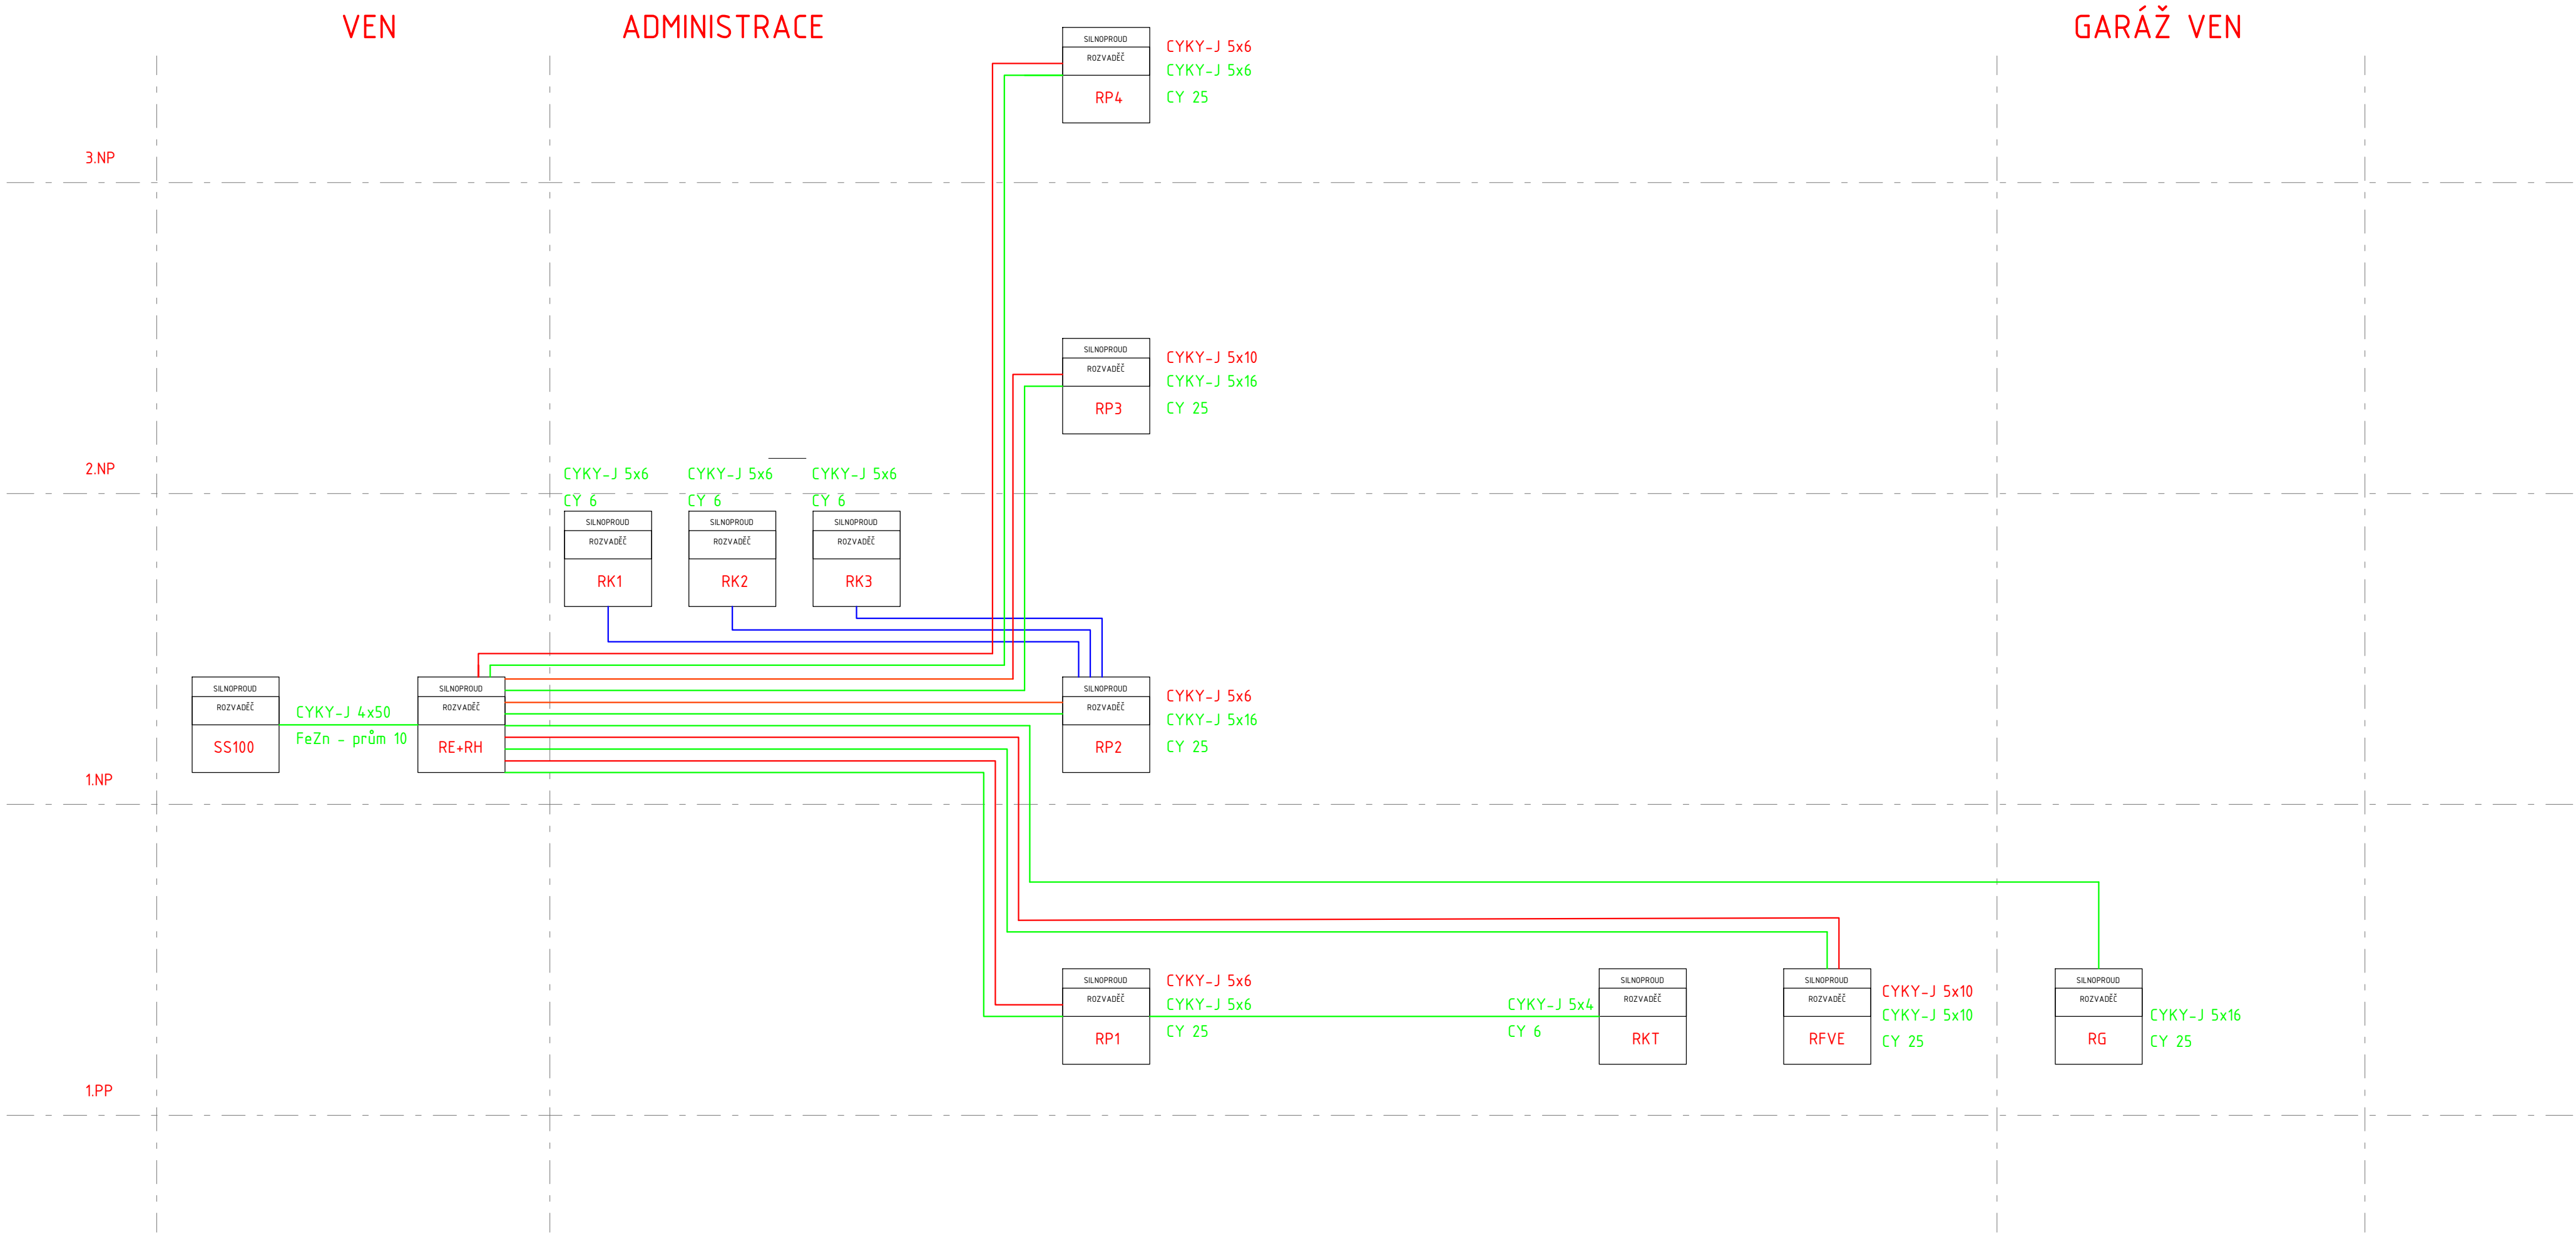 VEN
ADMINISTRACE
GARÁŽ VEN
SILNOPROUD
ROZVADĚČ
RP4
CYKY-J 5x6
CYKY-J 5x6
CY 25
3.NP
SILNOPROUD
ROZVADĚČ
RP3
CYKY-J 5x10
CYKY-J 5x16
CY 25
2.NP
CYKY-J 5x6
CY 6
SILNOPROUD
ROZVADĚČ
RK1
CYKY-J 5x6
CY 6
SILNOPROUD
ROZVADĚČ
RK2
CYKY-J 5x6
CY 6
SILNOPROUD
ROZVADĚČ
RK3
SILNOPROUD
ROZVADĚČ
SS100
CYKY-J 4x50
FeZn - prům 10
SILNOPROUD
ROZVADĚČ
RE+RH
SILNOPROUD
ROZVADĚČ
RP2
CYKY-J 5x6
CYKY-J 5x16
CY 25
1.NP
SILNOPROUD
ROZVADĚČ
RP1
CYKY-J 5x6
CYKY-J 5x6
CY 25
CYKY-J 5x4
CY 6
SILNOPROUD
ROZVADĚČ
RKT
SILNOPROUD
ROZVADĚČ
RFVE
CYKY-J 5x10
CYKY-J 5x10
CY 25
SILNOPROUD
ROZVADĚČ
RG
CYKY-J 5x16
CY 25
1.PP